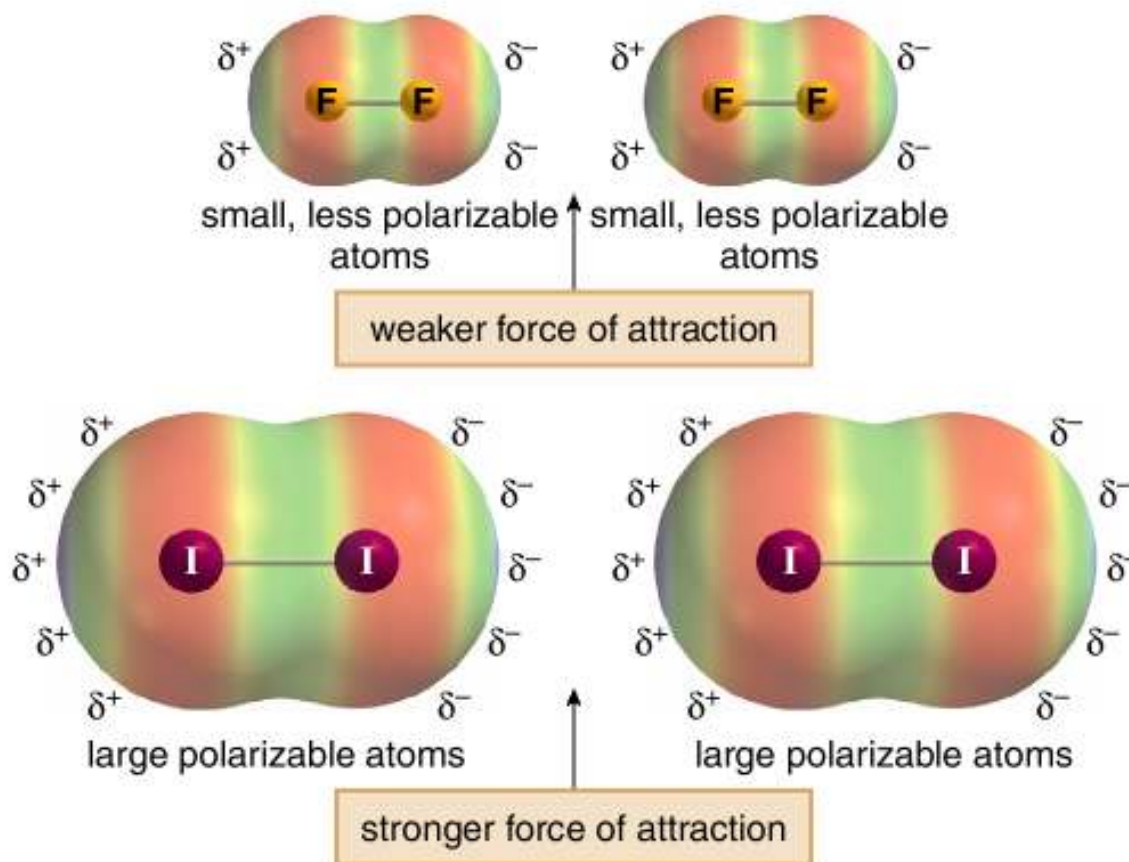 δ+ δ− δ+ δ−
F F F F
δ+ δ− δ+ δ−
small, less polarizable small, less polarizable
atoms atoms
weaker force of attraction
δ+ δ− δ+ δ−
δ+ δ− δ+ δ−
δ+ I I δ− δ+ I I δ−
δ+ δ− δ+ δ−
δ+ δ− δ+ δ−
large polarizable atoms large polarizable atoms
stronger force of attraction